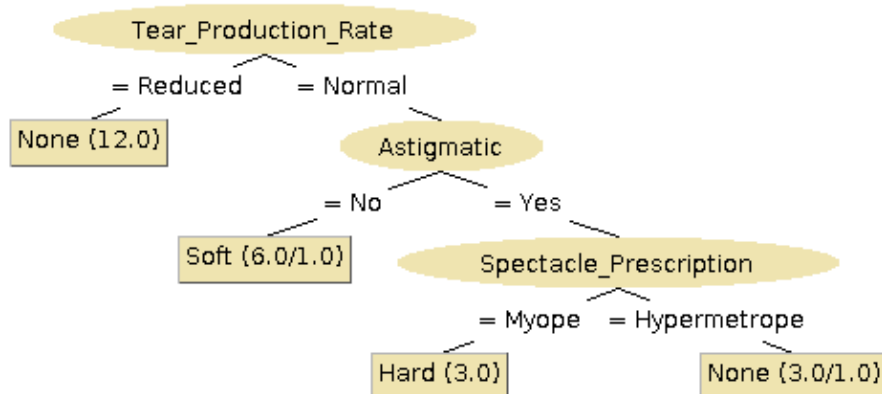 Tear_Production_Rate
= Reduced
= Normal
None (12.0)
Astigmatic
= No
= Yes
Soft (6.0/1.0)
Spectacle_Prescription
= Myope
= Hypermetrope
Hard (3.0)
None (3.0/1.0)